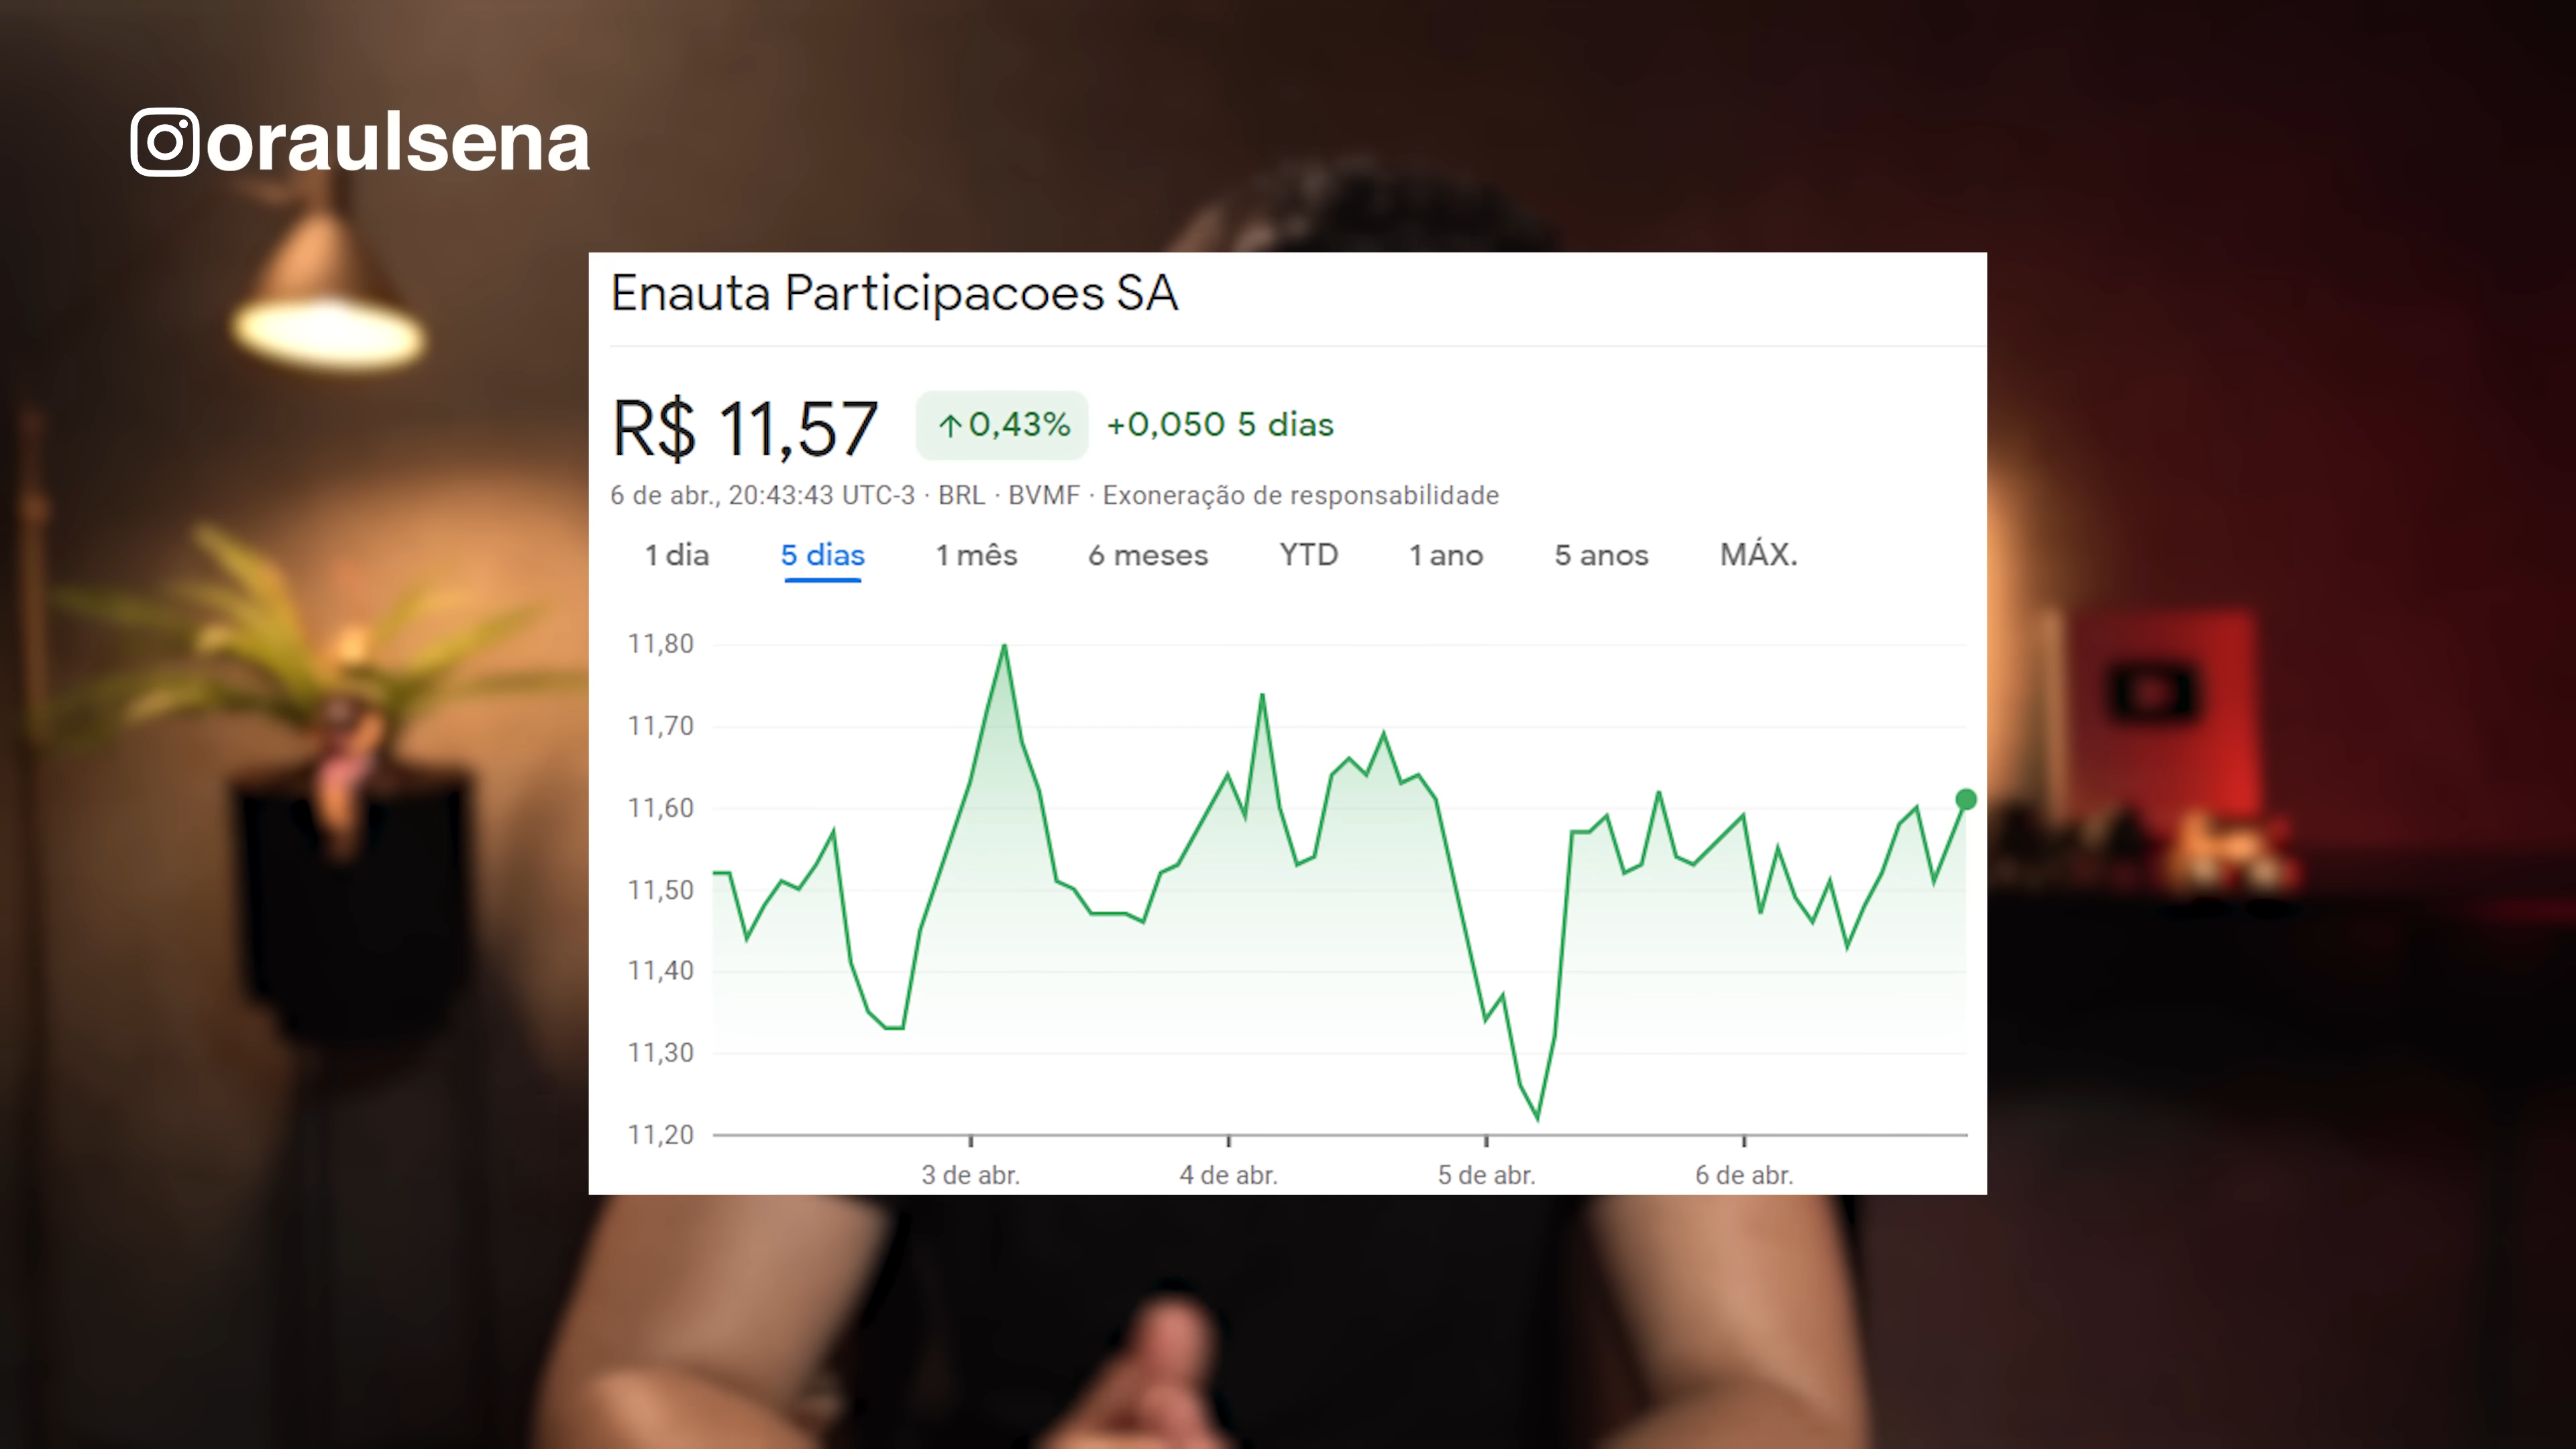 oraulsena
Enauta Participacoes SA
R$ 11,57 ↑0,43% +0,050 5 dias
6 de abr., 20:43:43 UTC-3 · BRL · BVMF · Exoneração de responsabilidade
1 dia 5 dias 1 mês 6 meses YTD 1 ano 5 anos MÁX.
11,80
11,70
11,60
11,50
11,40
11,30
11,20
3 de abr. 4 de abr. 5 de abr. 6 de abr.